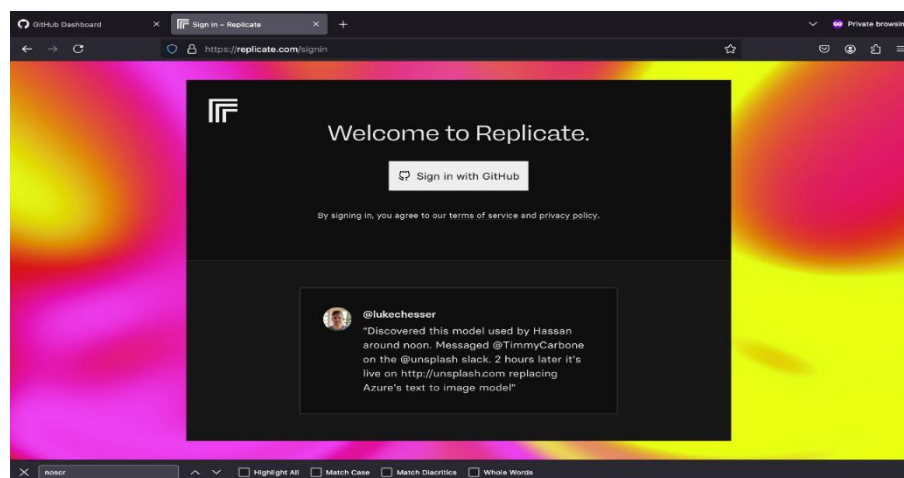 GitHub Dashboard
Sign in – Replicate
Private browsin
https://replicate.com/signin
Welcome to Replicate.
Sign in with GitHub
By signing in, you agree to our terms of service and privacy policy.
@lukechesser
"Discovered this model used by Hassan
around noon. Messaged @TimmyCarbone
on the @unsplash slack. 2 hours later it's
live on http://unsplash.com replacing
Azure's text to image model"
noscr
Highlight All
Match Case
Match Diacritics
Whole Words